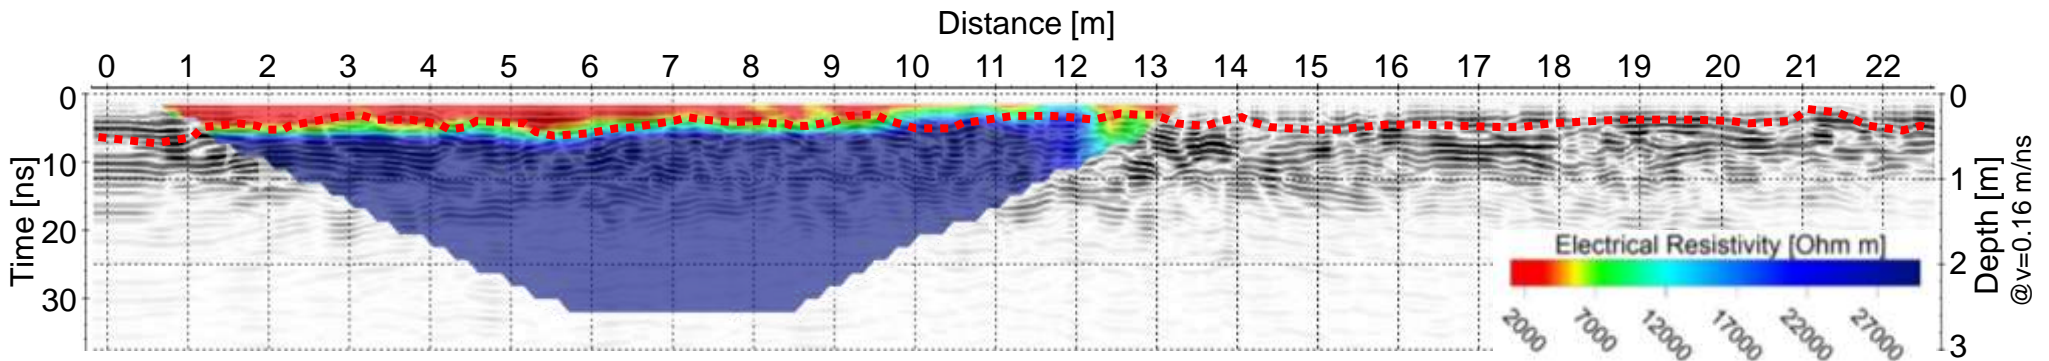 Distance [m]
0 1 2 3 4 5 6 7 8 9 10 11 12 13 14 15 16 17 18 19 20 21 22
Time [ns]
0
10
20
30
0
1
2
3
Depth [m]
@v=0.16 m/ns
Electrical Resistivity [Ohm m]
2000 7000 12000 17000 22000 27000